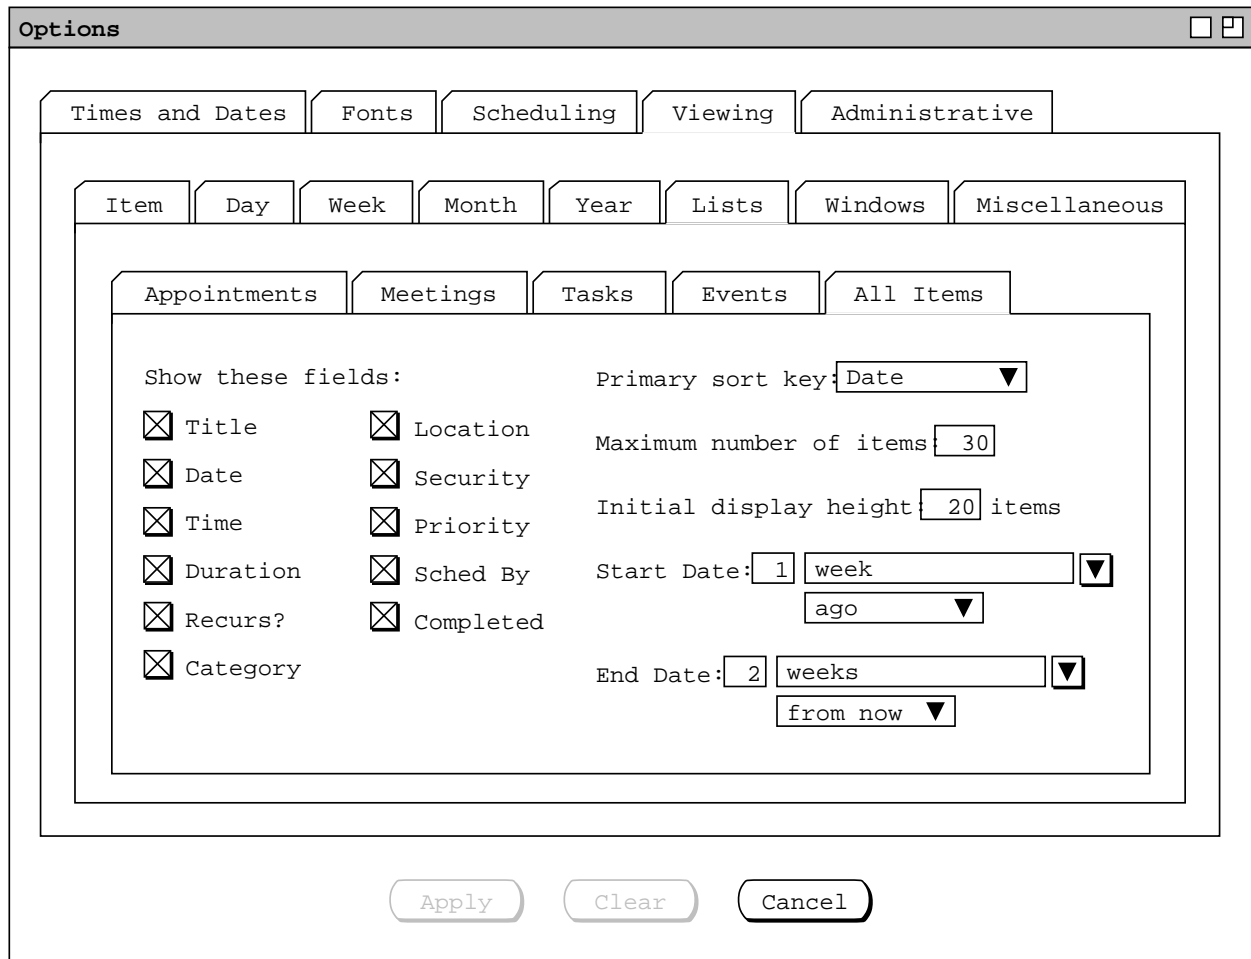 Options
Times and Dates Fonts Scheduling Viewing Administrative
Item Day Week Month Year Lists Windows Miscellaneous
Appointments Meetings Tasks Events All Items
Show these fields:
Title
Date
Time
Duration
Recurs?
Category
Location
Security
Priority
Sched By
Completed
Primary sort key: Date
Maximum number of items: 30
Initial display height: 20 items
Start Date: 1 week
ago
End Date: 2 weeks
from now
Apply Clear Cancel